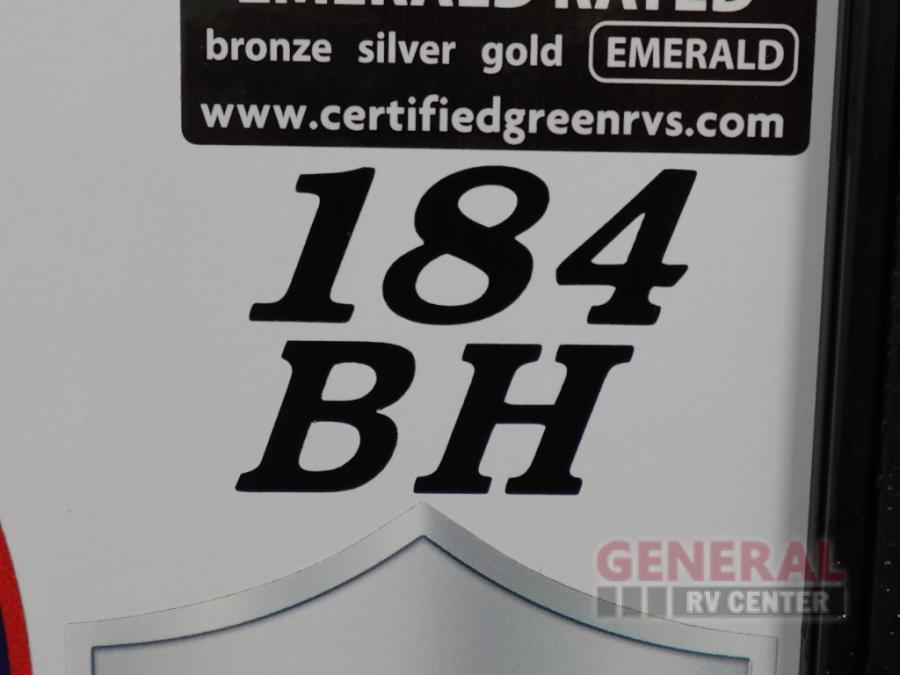 EMERALD RATED
bronze silver gold EMERALD
www.certifiedgreenrvs.com
184
BH
GENERAL
RV CENTER